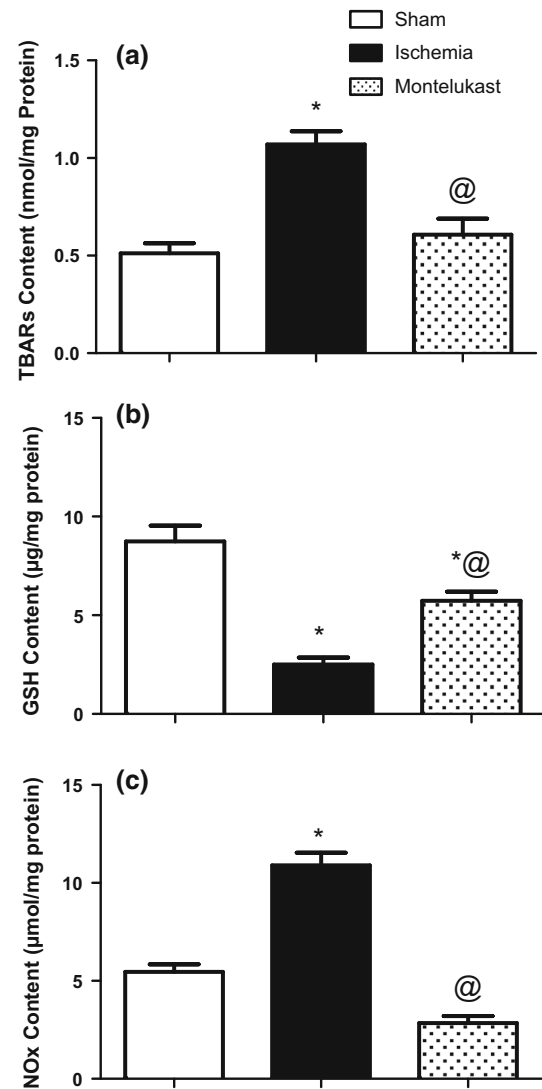 Sham
Ischemia
Montelukast
(a)
TBARs Content (nmol/mg Protein)
1.5
1.0
0.5
0.0
*
@
(b)
GSH Content (µg/mg protein)
15
10
5
0
*
*@
(c)
NOx Content (µmol/mg protein)
15
10
5
0
*
@